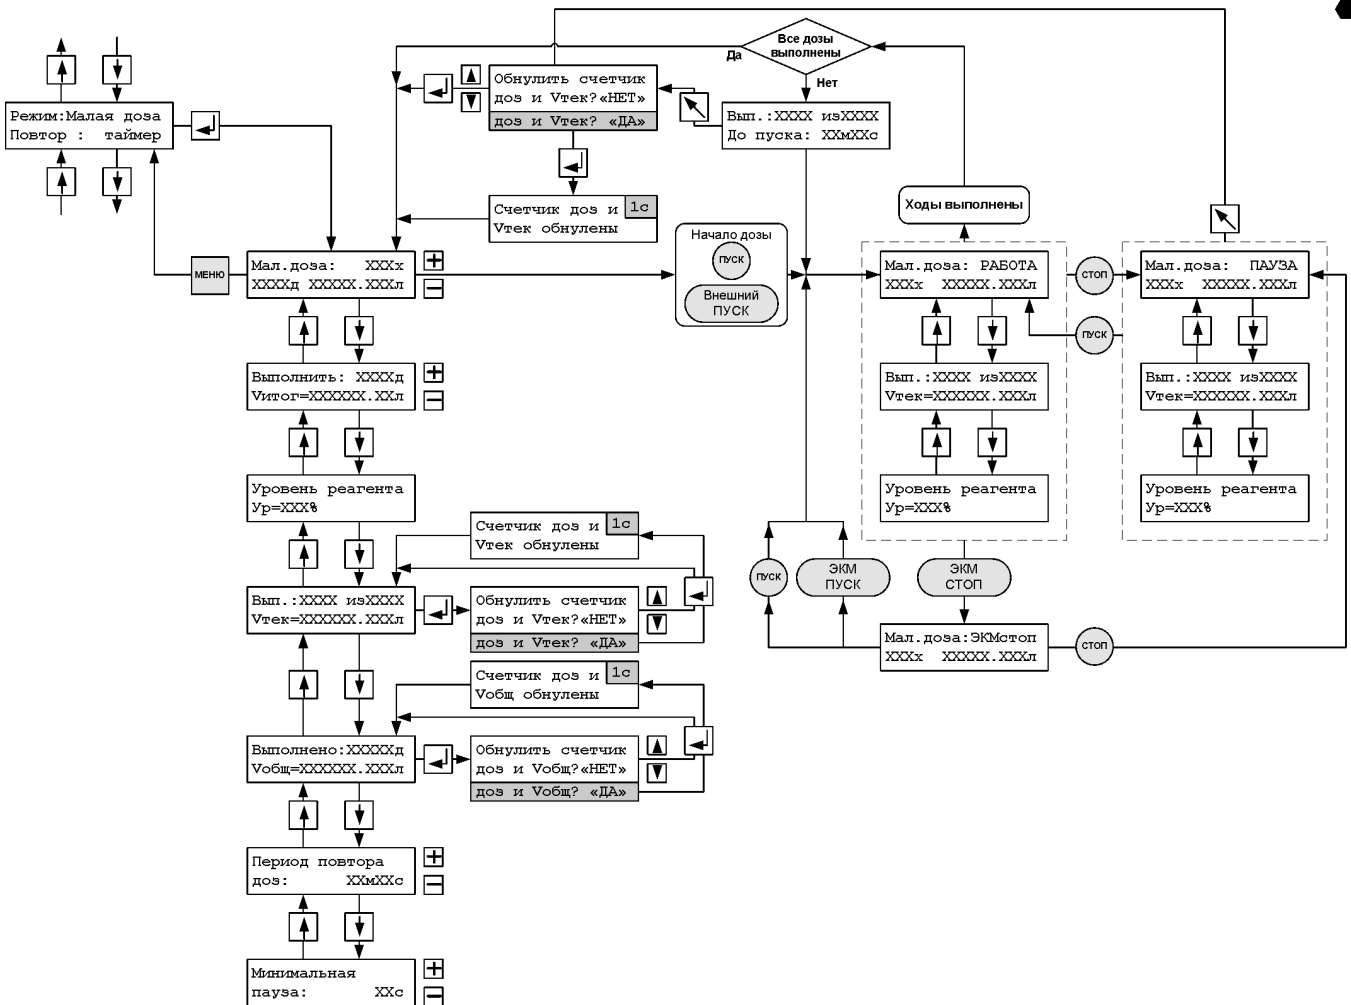 Все дозы
выполнены
Да
Нет
Обнулить счетчик
доз и Vтек?«НЕТ»
доз и Vтек? «ДА»
Вып.:XXXX изXXXX
До пуска: XXмXXс
Режим:Малая доза
Повтор : таймер
Счетчик доз и 1с
Vтек обнулены
Ходы выполнены
Начало дозы
ПУСК
Внешний
ПУСК
МЕНЮ
Мал.доза: XXXх
XXXXд XXXXX.XXXл
+
−
Мал.доза: РАБОТА
XXXх XXXXX.XXXл
СТОП
Мал.доза: ПАУЗА
XXXх XXXXX.XXXл
ПУСК
Выполнить: XXXXд
Vитог=XXXXXX.XXл
+
−
Вып.:XXXX изXXXX
Vтек=XXXXXX.XXXл
Вып.:XXXX изXXXX
Vтек=XXXXXX.XXXл
Уровень реагента
Ур=XXX%
Уровень реагента
Ур=XXX%
Уровень реагента
Ур=XXX%
Счетчик доз и 1с
Vтек обнулены
ПУСК
ЭКМ
ПУСК
ЭКМ
СТОП
Вып.:XXXX изXXXX
Vтек=XXXXXX.XXXл
Обнулить счетчик
доз и Vтек?«НЕТ»
доз и Vтек? «ДА»
Мал.доза:ЭКМстоп
XXXх XXXXX.XXXл
СТОП
Счетчик доз и 1с
Vобщ обнулены
Выполнено:XXXXXд
Vобщ=XXXXXX.XXXл
Обнулить счетчик
доз и Vобщ?«НЕТ»
доз и Vобщ? «ДА»
Период повтора
доз: XXмXXс
+
−
Минимальная
пауза: XXс
+
−